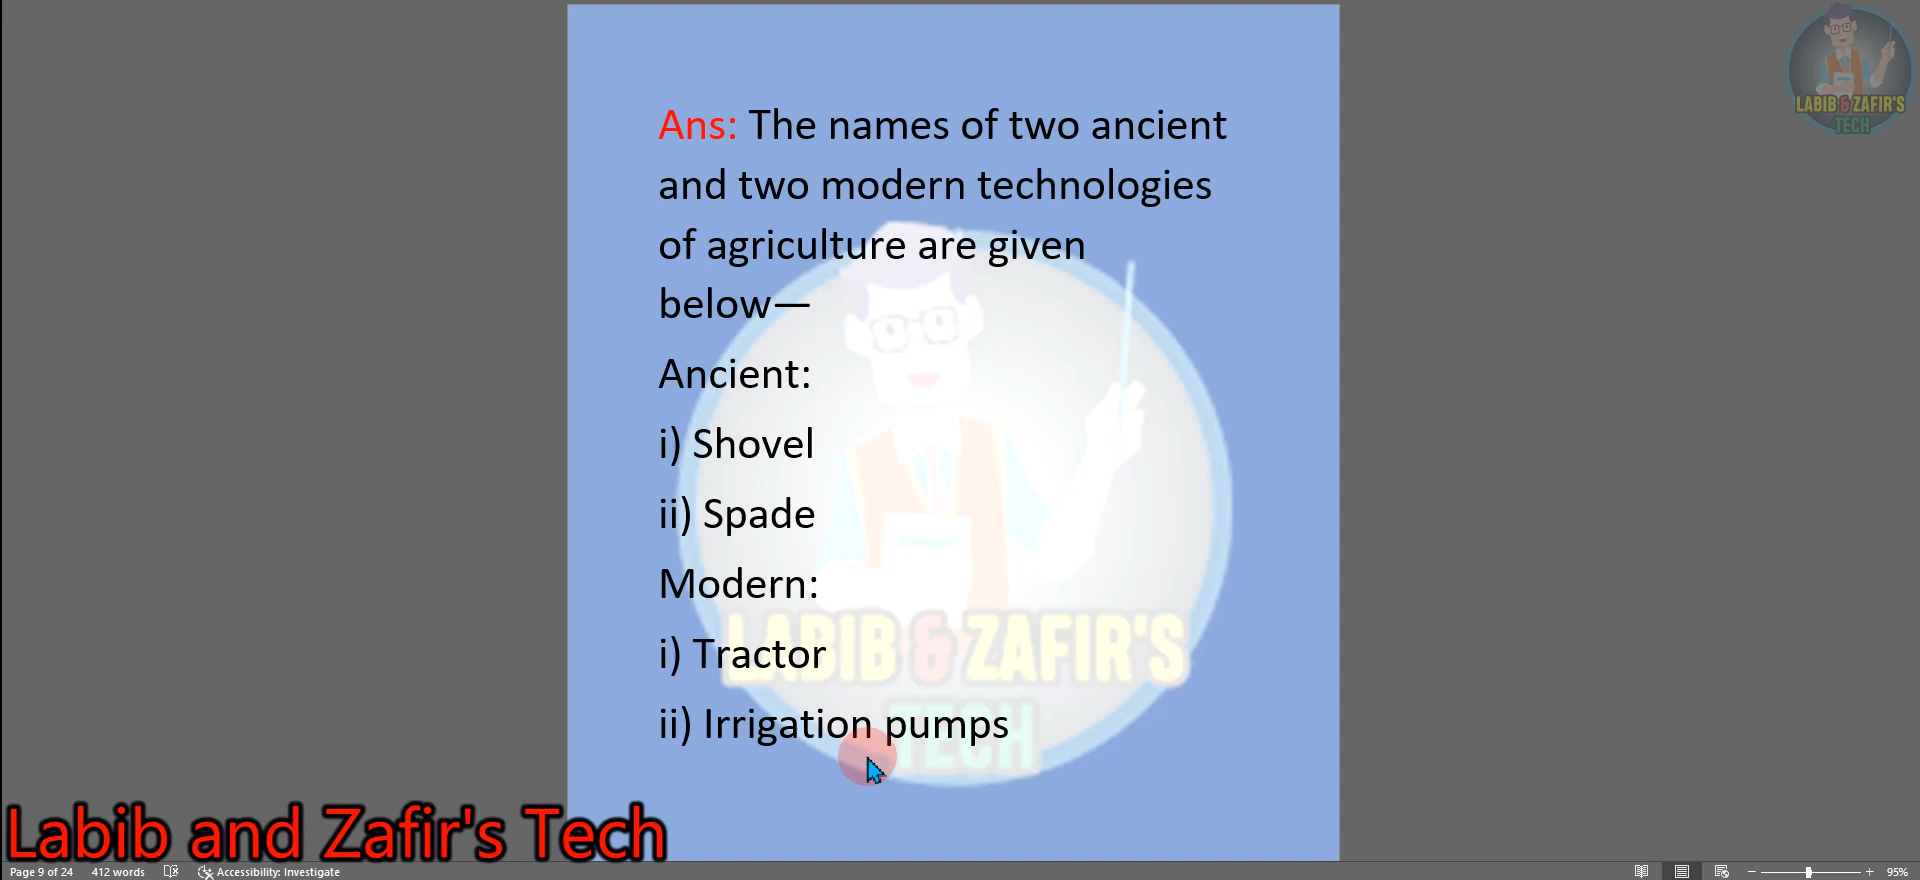 LABIB & ZAFIR'S
TECH
Ans: The names of two ancient
and two modern technologies
of agriculture are given
below—
Ancient:
i) Shovel
ii) Spade
Modern:
i) Tractor
ii) Irrigation pumps
LABIB & ZAFIR'S
TECH
Labib and Zafir's Tech
Page 9 of 24 412 words Accessibility: Investigate 95%